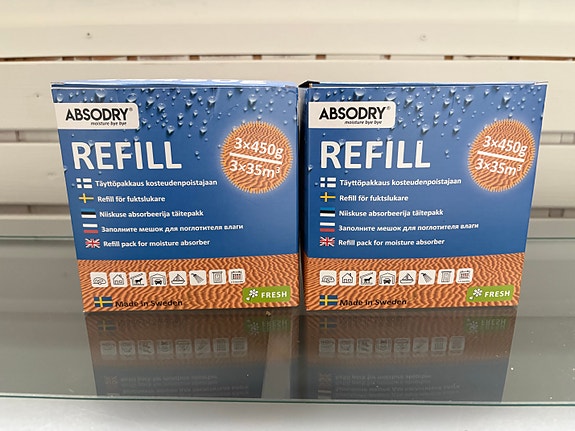 ABSODRY®
moisture bye bye
REFILL
3×450g
3×35m³
Täyttöpakkaus kosteudenpoistajaan
Refill för fuktslukare
Niiskuse absorbeerija täitepakk
Заполните мешок для поглотителя влаги
Refill pack for moisture absorber
Made in Sweden
FRESH
ABSODRY®
moisture bye bye
REFILL
3×450g
3×35m³
Täyttöpakkaus kosteudenpoistajaan
Refill för fuktslukare
Niiskuse absorbeerija täitepakk
Заполните мешок для поглотителя влаги
Refill pack for moisture absorber
Made in Sweden
FRESH